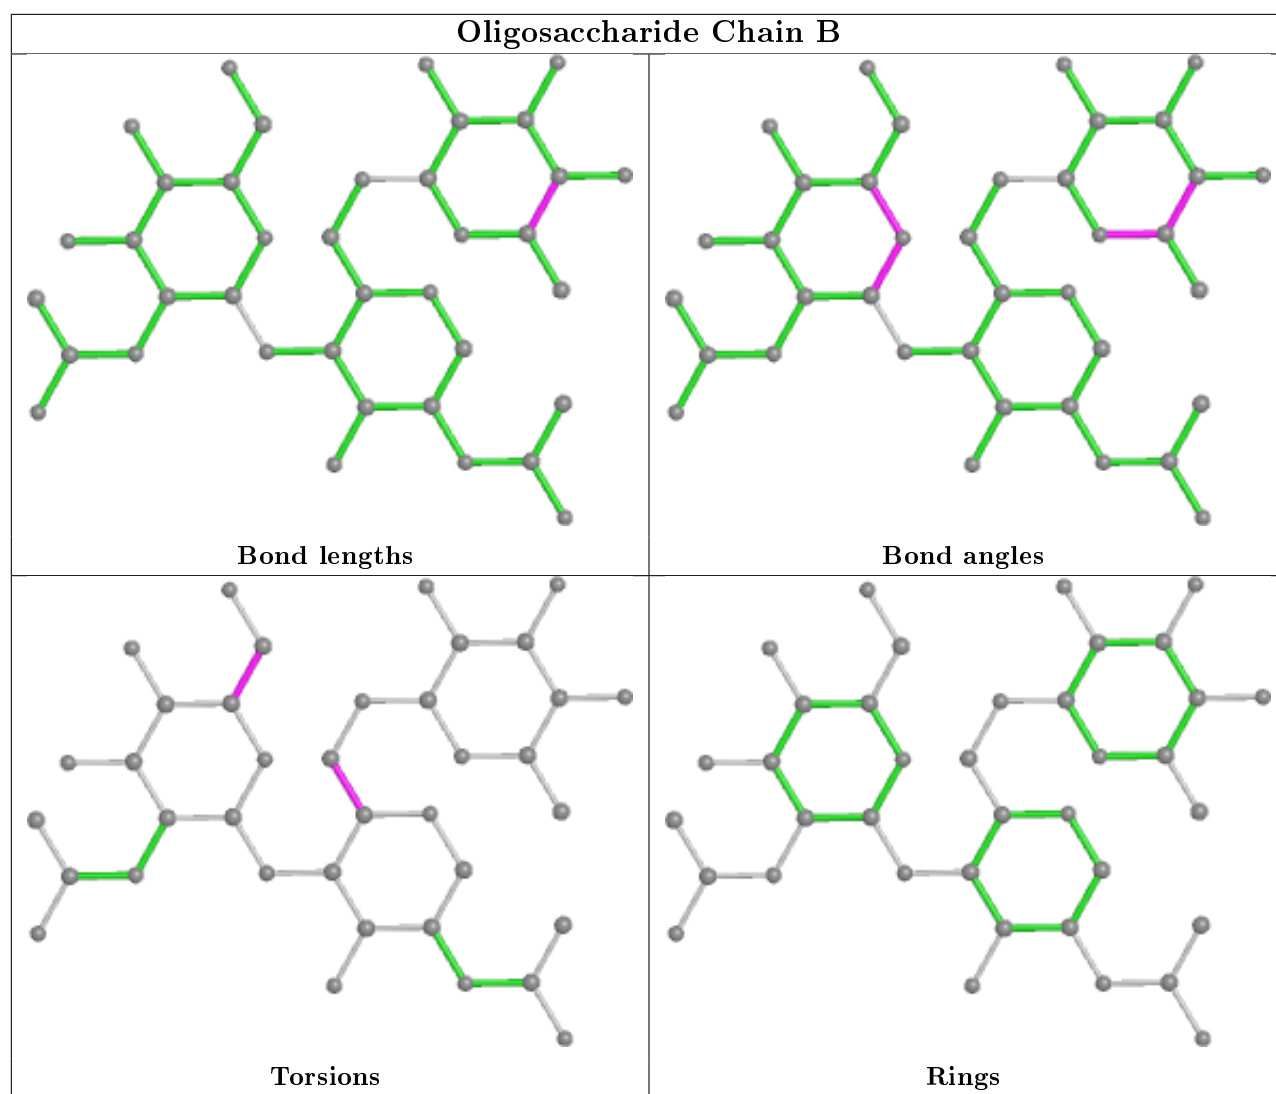 Oligosaccharide Chain B
Bond lengths
Bond angles
Torsions
Rings